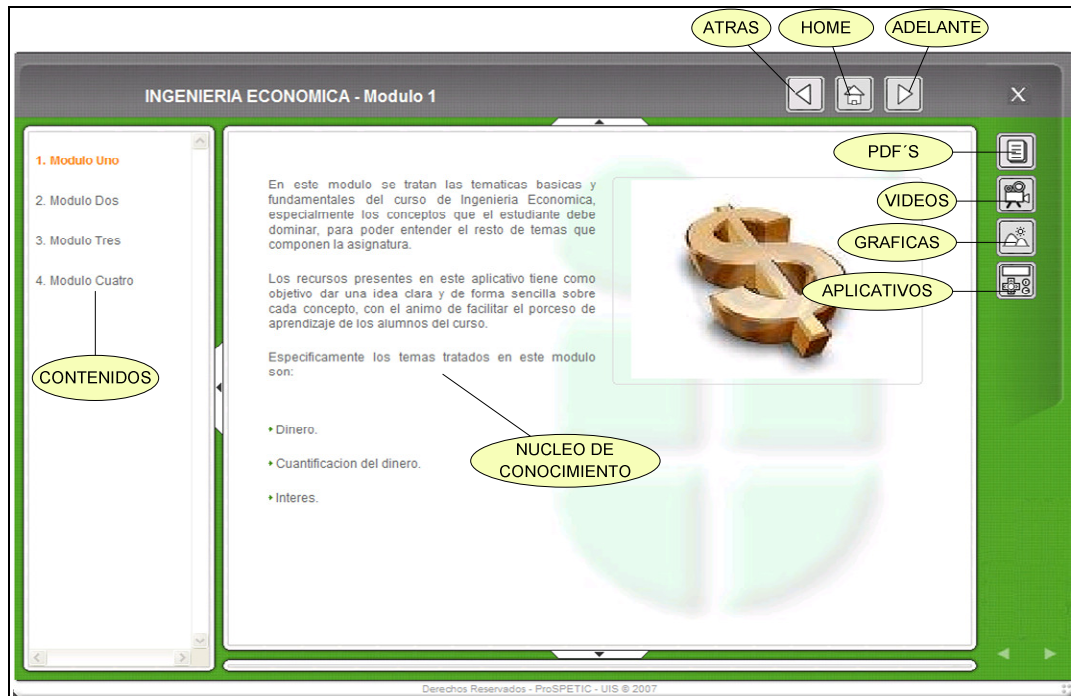 ATRAS
HOME
ADELANTE
INGENIERIA ECONOMICA - Modulo 1
X
1. Modulo Uno
2. Modulo Dos
3. Modulo Tres
4. Modulo Cuatro
CONTENIDOS
En este modulo se tratan las tematicas basicas y
fundamentales del curso de Ingenieria Economica,
especialmente los conceptos que el estudiante debe
dominar, para poder entender el resto de temas que
componen la asignatura.
Los recursos presentes en este aplicativo tiene como
objetivo dar una idea clara y de forma sencilla sobre
cada concepto, con el animo de facilitar el porceso de
aprendizaje de los alumnos del curso.
Especificamente los temas tratados en este modulo
son:
Dinero.
Cuantificacion del dinero.
Interes.
NUCLEO DE
CONOCIMIENTO
PDF´S
VIDEOS
GRAFICAS
APLICATIVOS
Derechos Reservados - ProSPETIC - UIS © 2007